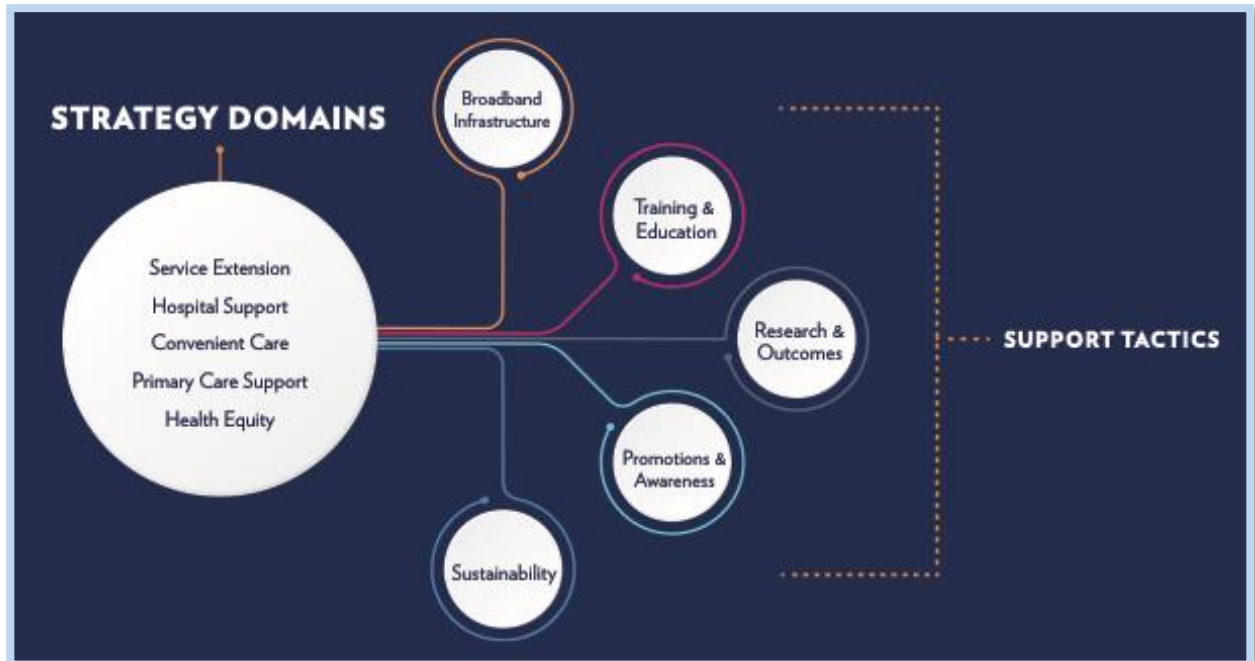 STRATEGY DOMAINS
Service Extension
Hospital Support
Convenient Care
Primary Care Support
Health Equity
Broadband
Infrastructure
Training &
Education
Research &
Outcomes
Promotions &
Awareness
Sustainability
SUPPORT TACTICS